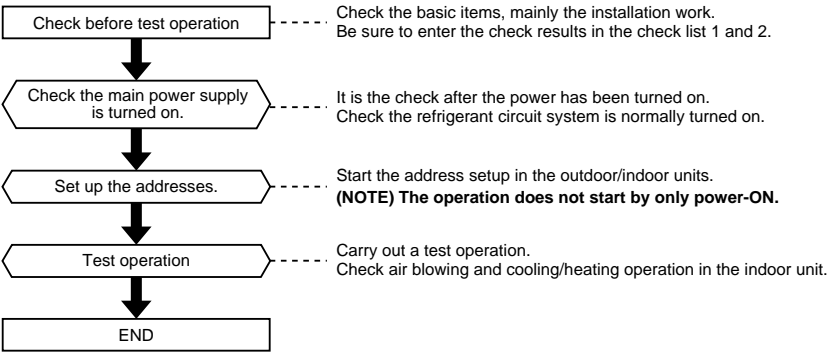 Check before test operation
Check the basic items, mainly the installation work.
Be sure to enter the check results in the check list 1 and 2.
Check the main power supply
is turned on.
It is the check after the power has been turned on.
Check the refrigerant circuit system is normally turned on.
Set up the addresses.
Start the address setup in the outdoor/indoor units.
(NOTE) The operation does not start by only power-ON.
Test operation
Carry out a test operation.
Check air blowing and cooling/heating operation in the indoor unit.
END